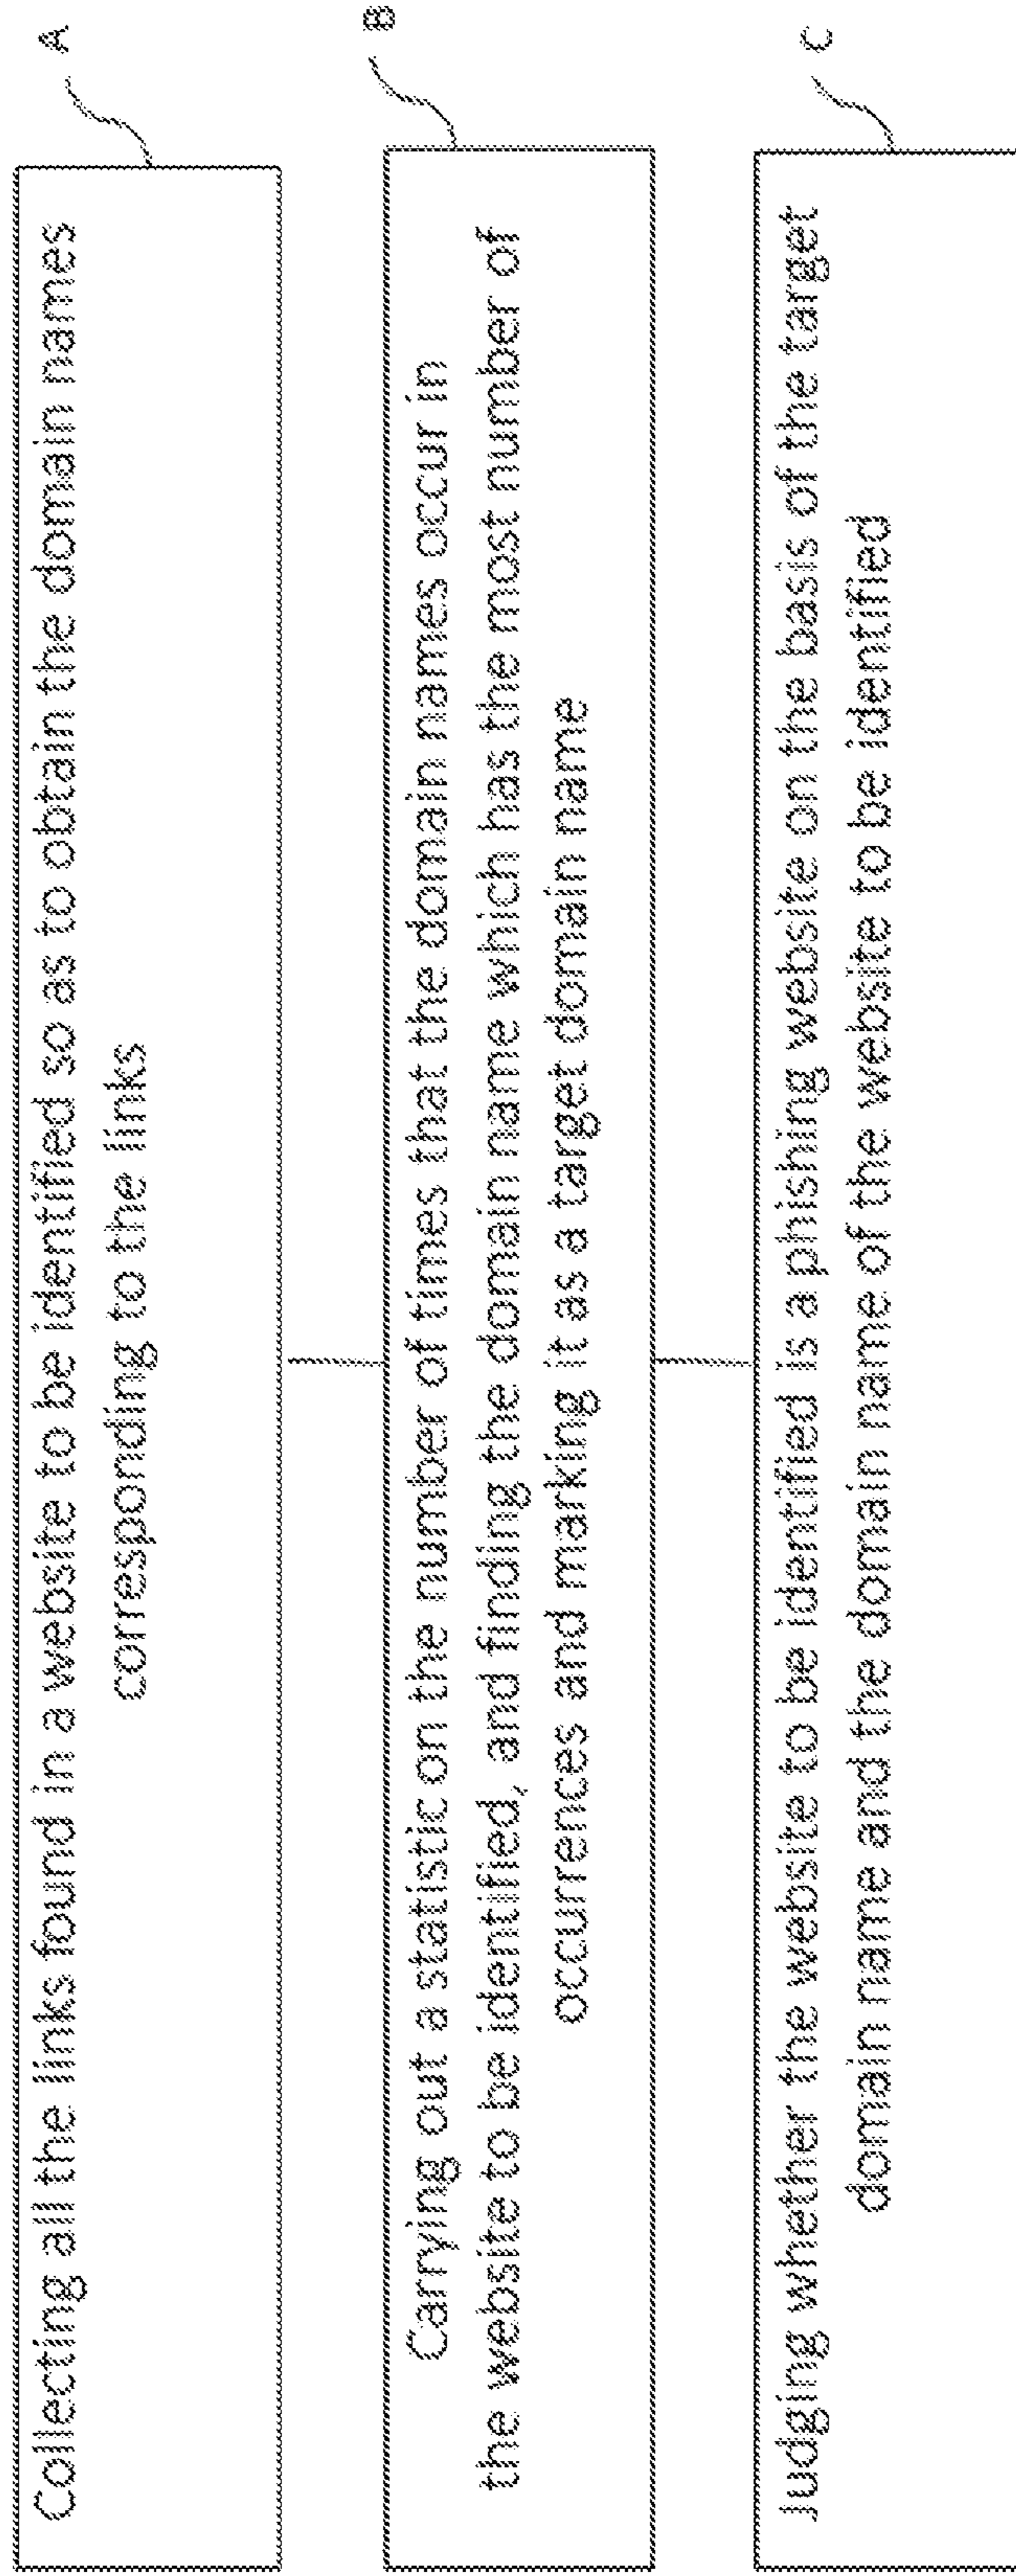 Collecting all the links found in a website to be identified so as to obtain the domain names
corresponding to the links
A
Carrying out a statistic on the number of times that the domain names occur in
the website to be identified, and finding the domain name which has the most number of
occurrences and marking it as a target domain name
B
Judging whether the website to be identified is a phishing website on the basis of the target
domain name and the domain name of the website to be identified
C